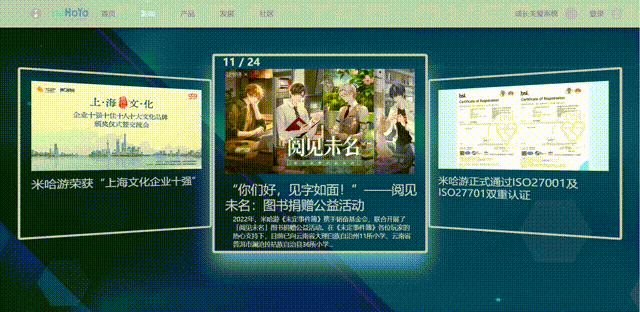 miHoYo 首页 新闻 产品 发展 社区 成长关爱系统 登录
11 / 24
上·海 文·化
企业十强十佳十人十大文化品牌
颁奖仪式暨交流会
米哈游荣获“上海文化企业十强”
阅见未名
“你们好，见字如面！”——阅见
未名：图书捐赠公益活动
2022年，米哈游《未定事件簿》携手韬奋基金会，联合开展了
「阅见未名」图书捐赠公益活动。在《未定事件簿》各位玩家的
热心支持下，目前已向云南省大理白族自治州11所小学、云南省
普洱市澜沧拉祜族自治县36所小学...
bsi.
Certificate of Registration
bsi.
Certificate of Registration
米哈游正式通过ISO27001及
ISO27701双重认证